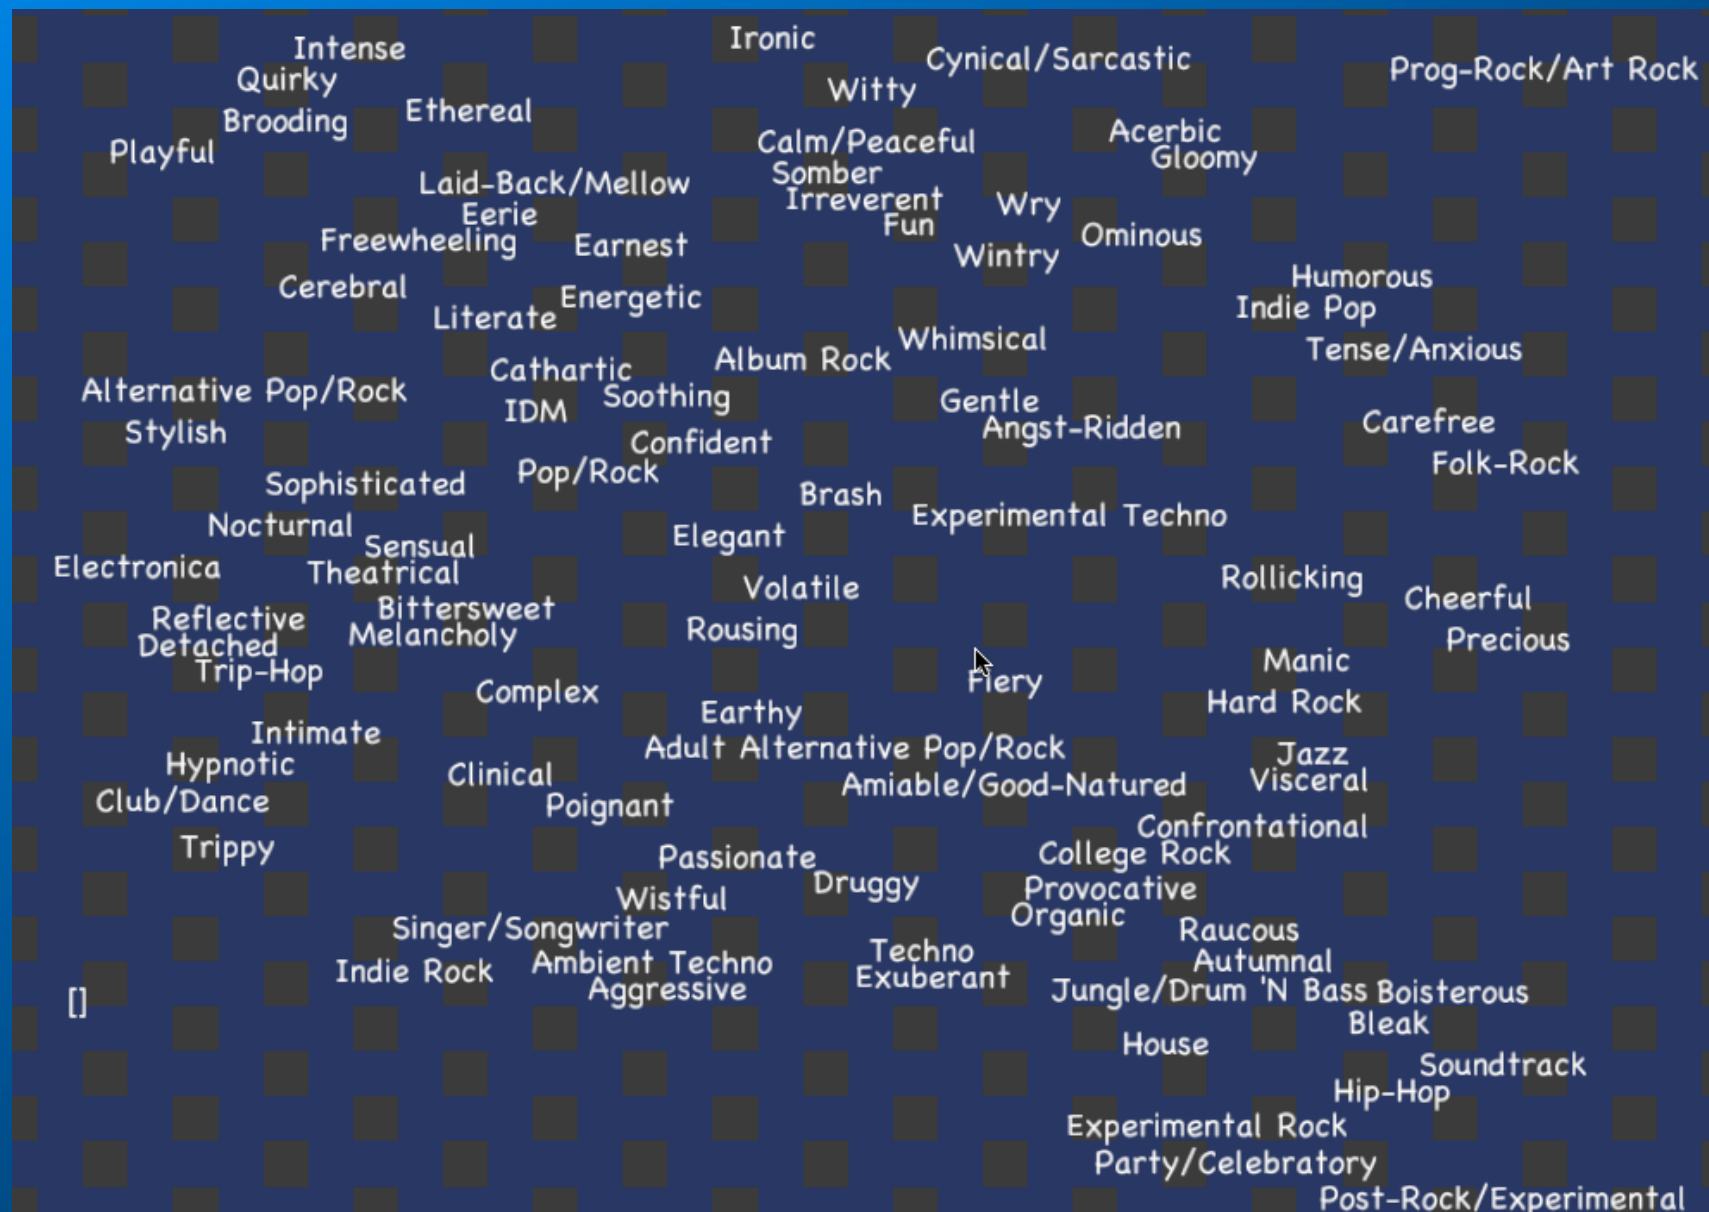 Ironic
Intense
Cynical/Sarcastic
Prog-Rock/Art Rock
Quirky
Witty
Ethereal
Brooding
Acerbic
Calm/Peaceful
Playful
Gloomy
Somber
Laid-Back/Mellow
Irreverent
Wry
Eerie
Fun
Ominous
Freewheeling
Earnest
Wintry
Humorous
Cerebral
Energetic
Indie Pop
Literate
Whimsical
Tense/Anxious
Album Rock
Cathartic
Alternative Pop/Rock
Soothing
Gentle
IDM
Carefree
Angst-Ridden
Stylish
Confident
Folk-Rock
Pop/Rock
Sophisticated
Brash
Experimental Techno
Nocturnal
Elegant
Sensual
Electronica
Theatrical
Rollicking
Volatile
Cheerful
Bittersweet
Reflective
Rousing
Melancholy
Precious
Detached
Manic
Trip-Hop
Fiery
Complex
Hard Rock
Earthy
Intimate
Adult Alternative Pop/Rock
Jazz
Hypnotic
Clinical
Visceral
Amiable/Good-Natured
Club/Dance
Poignant
Confrontational
Trippy
College Rock
Passionate
Druggy
Provocative
Wistful
Organic
Singer/Songwriter
Raucous
Techno
Autumnal
Ambient Techno
Indie Rock
Exuberant
Aggressive
Jungle/Drum 'N Bass
Boisterous
[]
Bleak
House
Soundtrack
Hip-Hop
Experimental Rock
Party/Celebratory
Post-Rock/Experimental